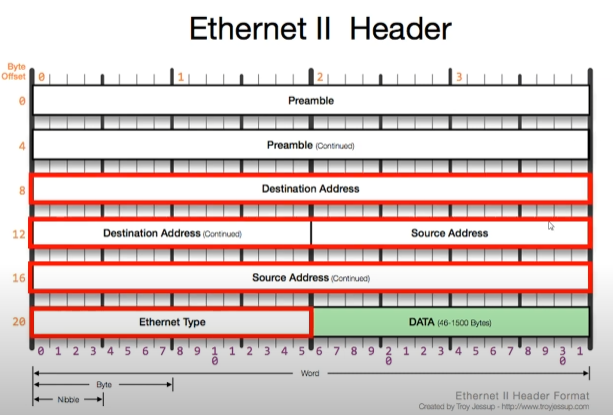 Ethernet II Header
Byte
Offset 0 1 2 3
0 Preamble
4 Preamble (Continued)
8 Destination Address
12 Destination Address (Continued) Source Address
16 Source Address (Continued)
20 Ethernet Type DATA (46-1500 Bytes)
0 1 2 3 4 5 6 7 8 9 1 1 2 3 4 5 6 7 8 9 2 1 2 3 4 5 6 7 8 9 3 1
0 0 0
Word
Byte
Nibble
Ethernet II Header Format
Created by Troy Jessup - http://www.troyjessup.com